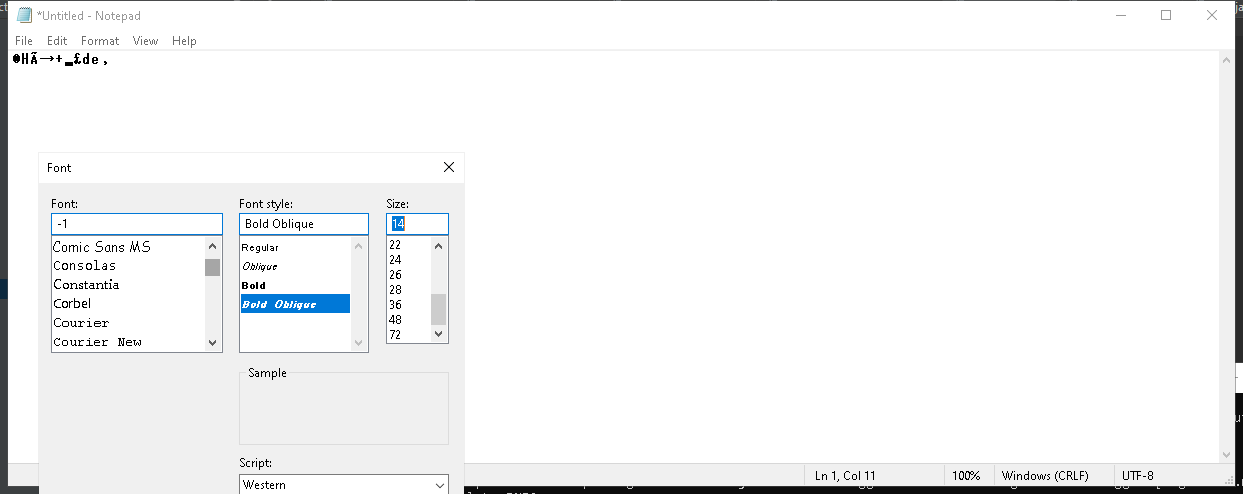 *Untitled - Notepad
File Edit Format View Help
☻HÃ→+▂£de,
Font
Font: Font style: Size:
-1 Bold Oblique 14
Comic Sans MS Regular 22
Consolas Oblique 24
Constantia Bold 26
Corbel Bold Oblique 28
Courier 36
Courier New 48
72
Sample
Script:
Western
Ln 1, Col 11 100% Windows (CRLF) UTF-8